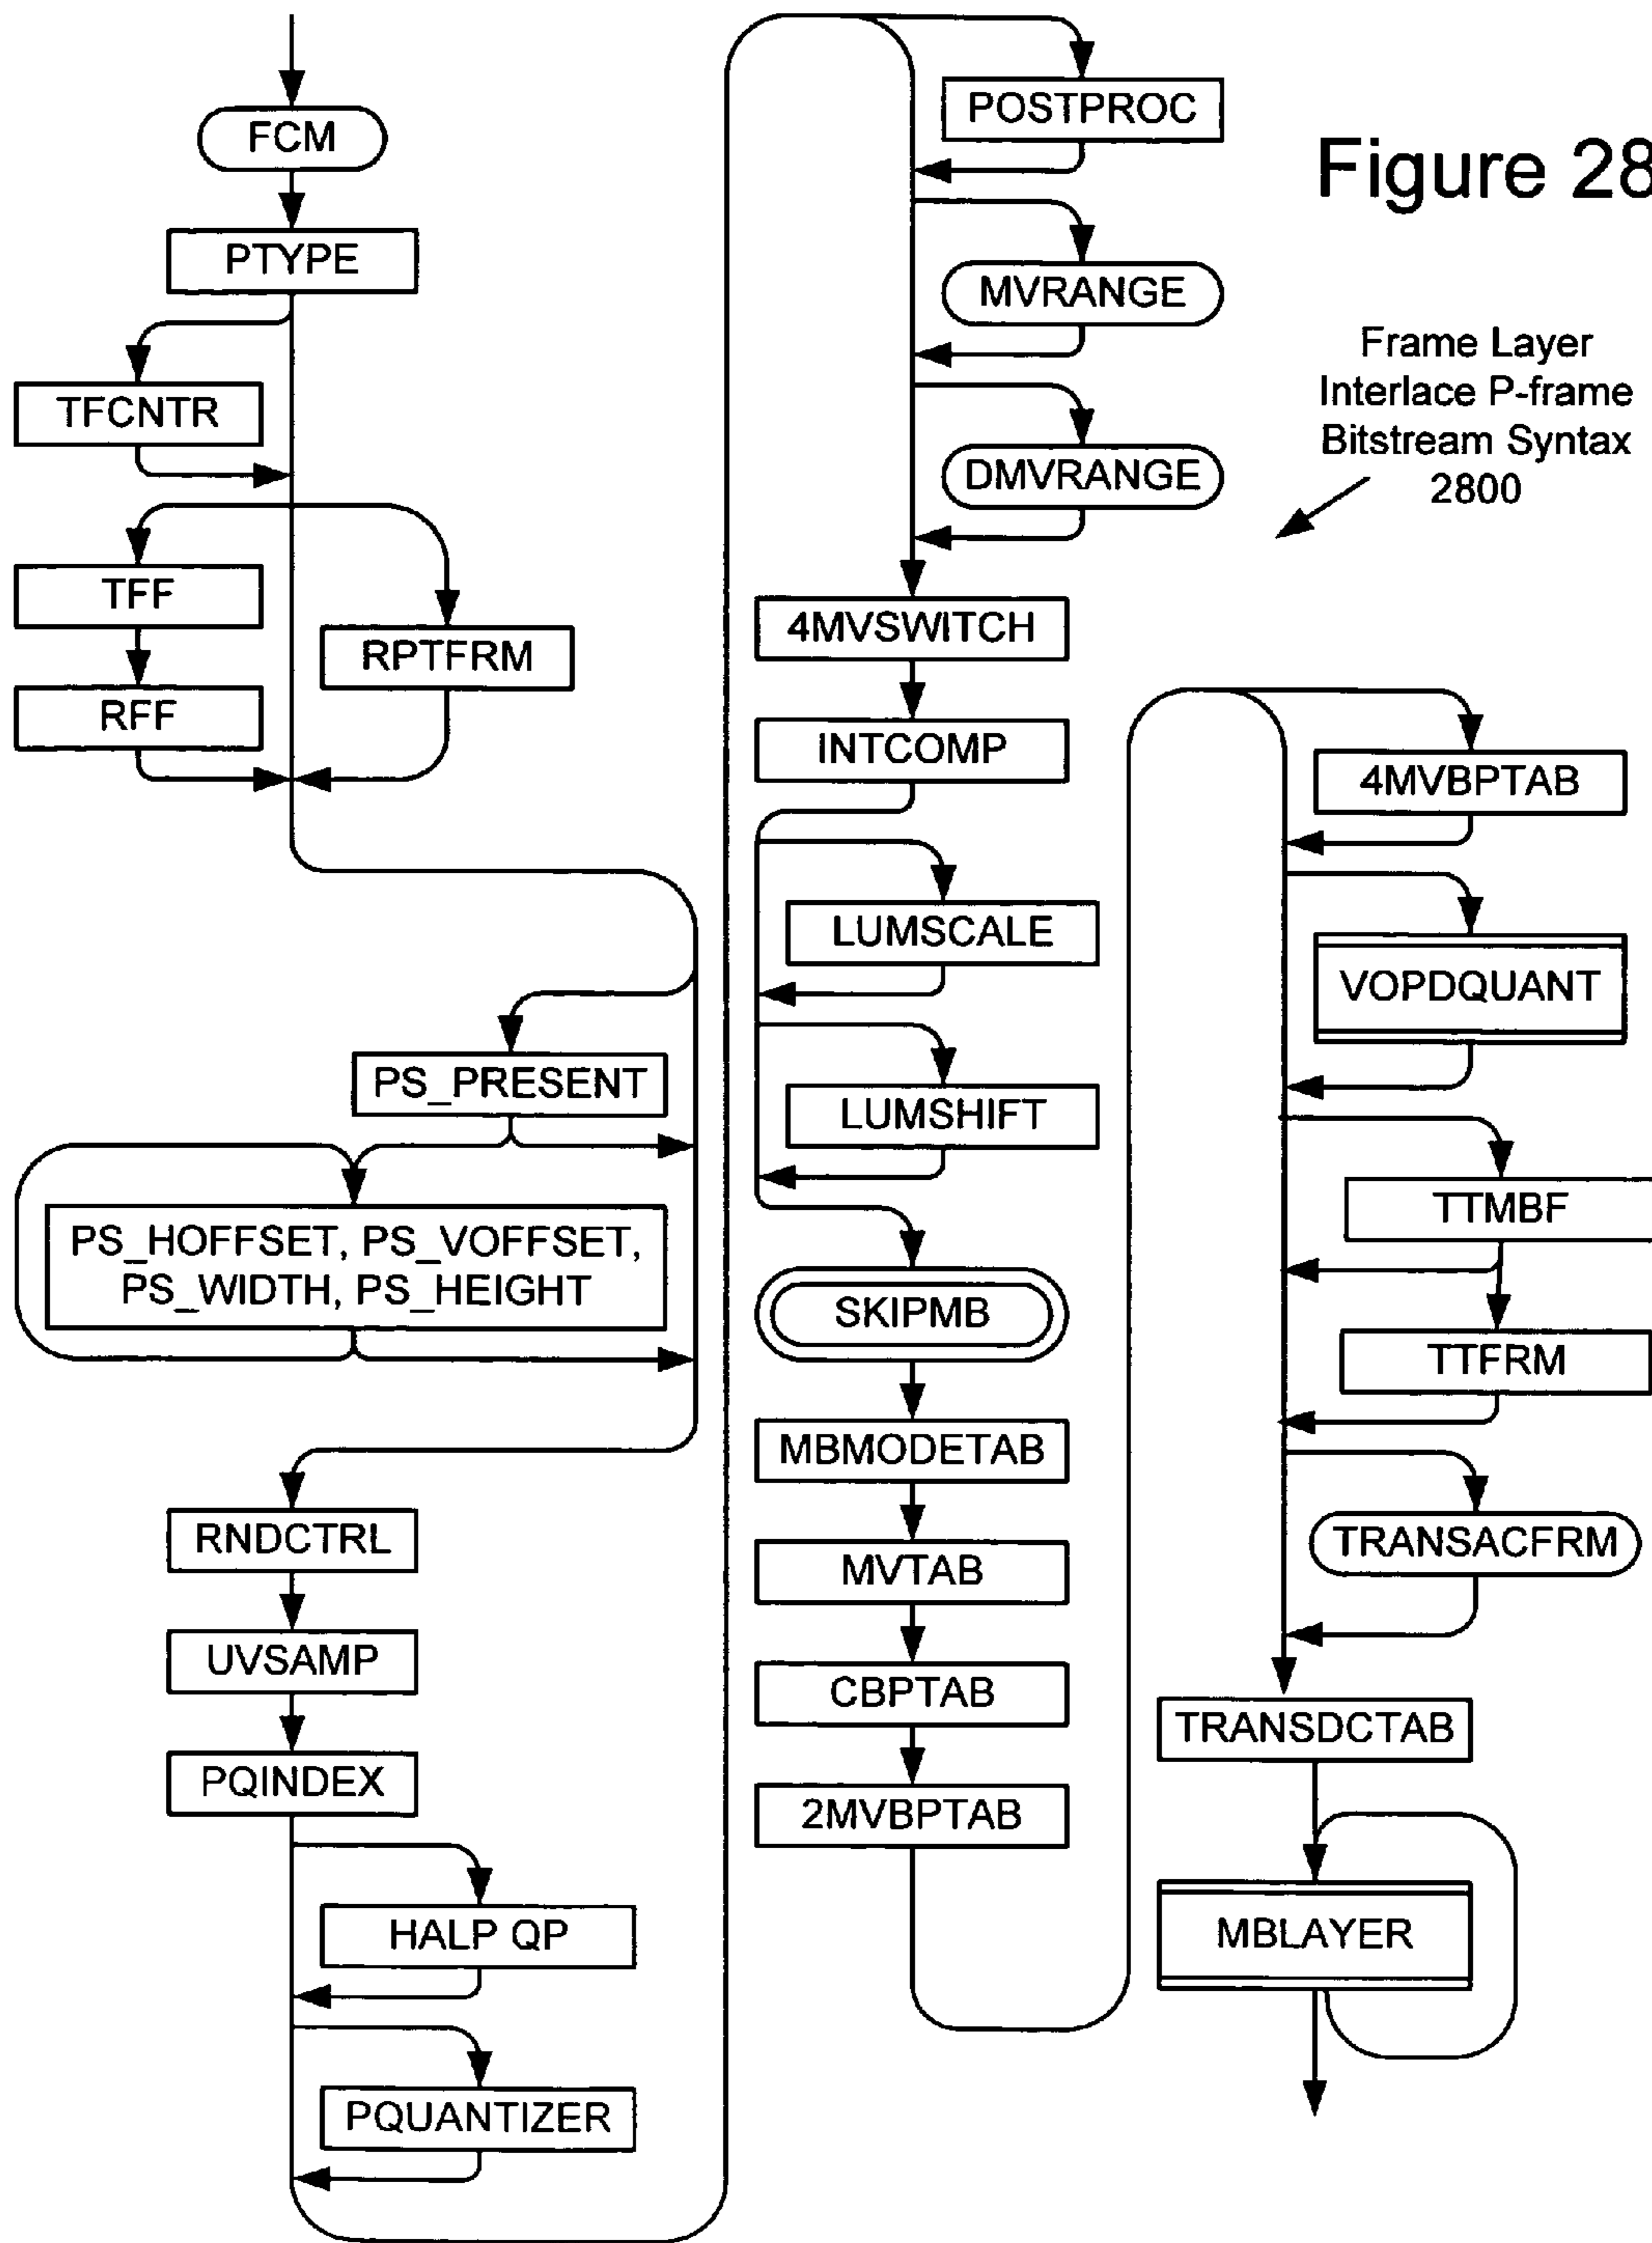 Figure 28
Frame Layer
Interlace P-frame
Bitstream Syntax
2800
FCM
PTYPE
TFCNTR
TFF
RFF
RPTFRM
PS_PRESENT
PS_HOFFSET, PS_VOFFSET,
PS_WIDTH, PS_HEIGHT
RNDCTRL
UVSAMP
PQINDEX
HALP QP
PQUANTIZER
POSTPROC
MVRANGE
DMVRANGE
4MVSWITCH
INTCOMP
LUMSCALE
LUMSHIFT
SKIPMB
MBMODETAB
MVTAB
CBPTAB
2MVBPTAB
4MVBPTAB
VOPDQUANT
TTMBF
TTFRM
TRANSACFRM
TRANSDCTAB
MBLAYER